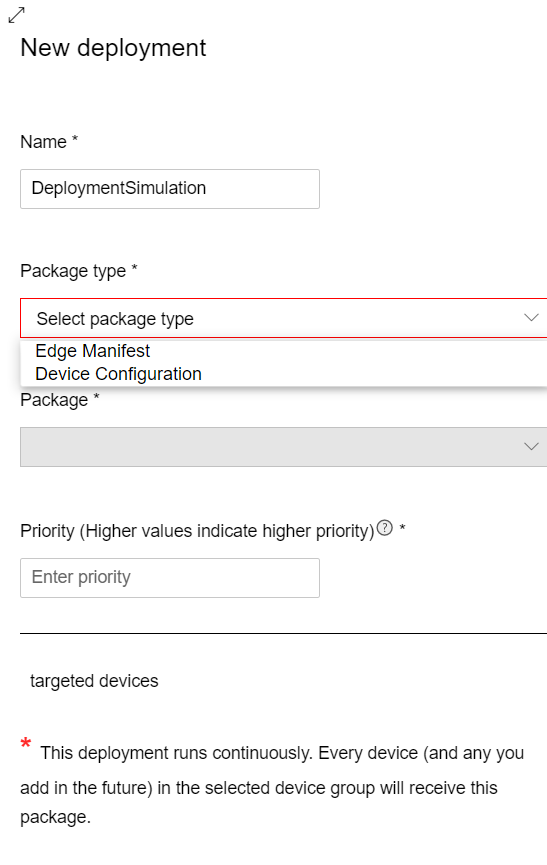 New deployment
Name *
DeploymentSimulation
Package type *
Select package type
Edge Manifest
Device Configuration
Package *
Priority (Higher values indicate higher priority)? *
Enter priority
targeted devices
* This deployment runs continuously. Every device (and any you
add in the future) in the selected device group will receive this
package.